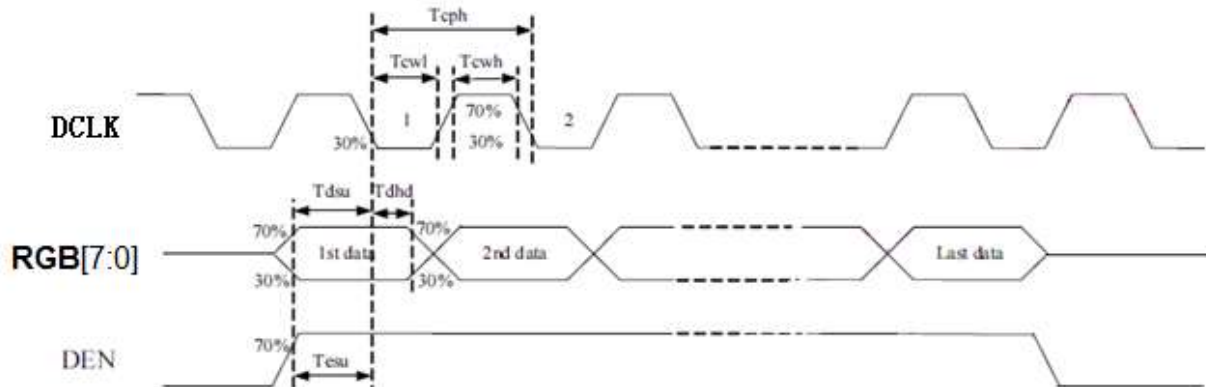 Tcph
Tcwl Tcwh
DCLK 30% 1 70% 30% 2
Tdsu Tdhd
RGB[7:0] 70% 30% 1st data 70% 30% 2nd data Last data
DEN 70% Tesu